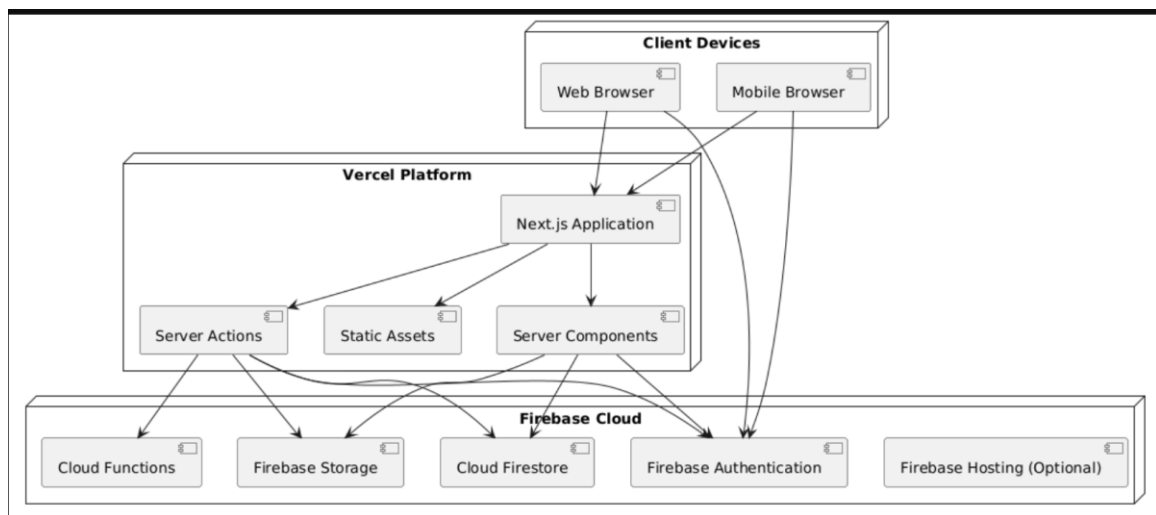 Client Devices
Web Browser
Mobile Browser
Vercel Platform
Next.js Application
Server Actions
Static Assets
Server Components
Firebase Cloud
Cloud Functions
Firebase Storage
Cloud Firestore
Firebase Authentication
Firebase Hosting (Optional)